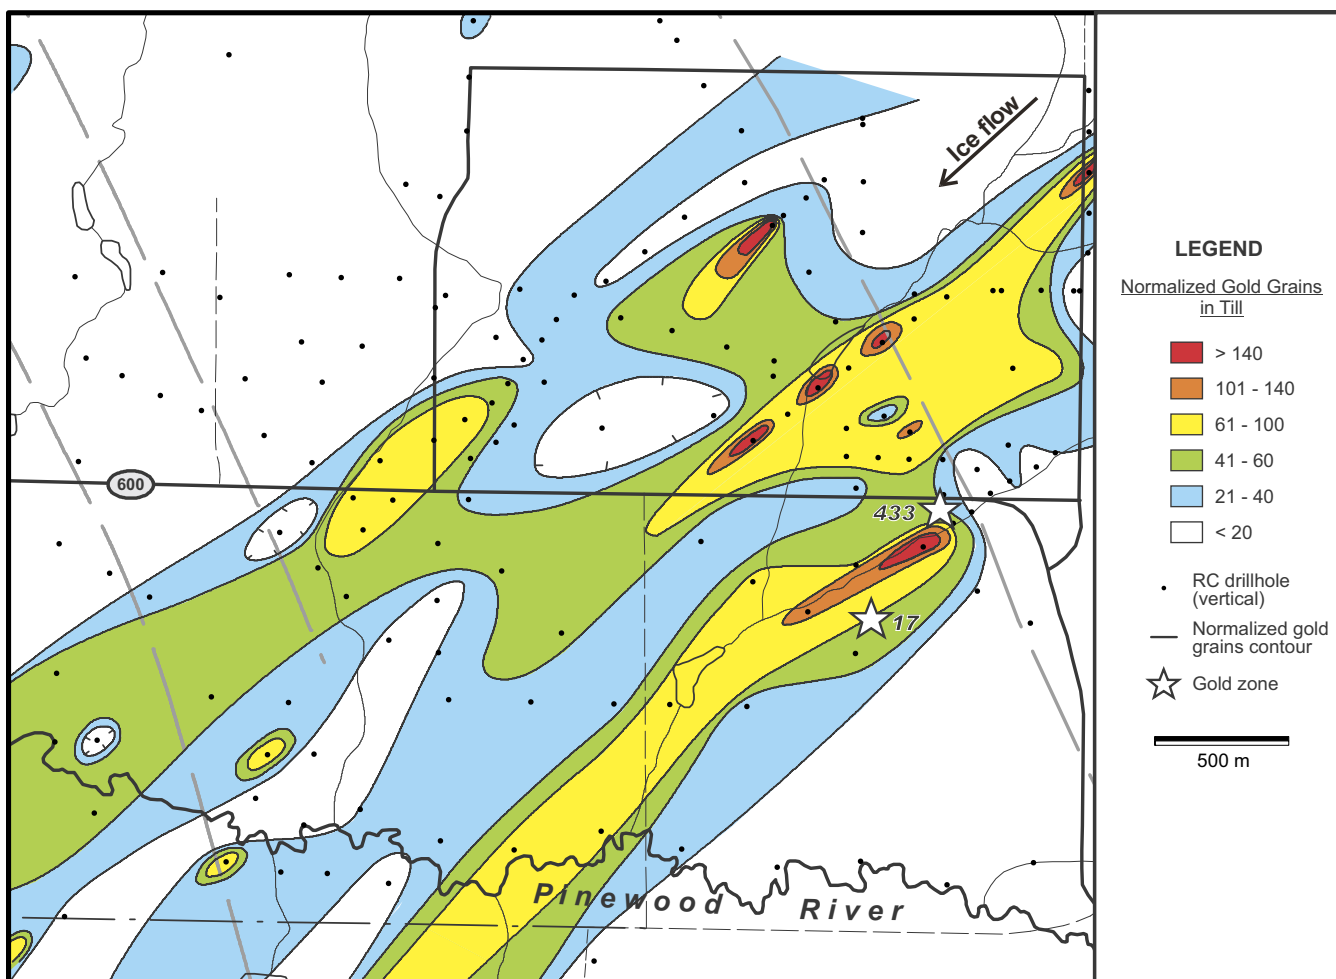 Ice flow
600
433
17
Pinewood River
LEGEND
Normalized Gold Grains
in Till
> 140
101 - 140
61 - 100
41 - 60
21 - 40
< 20
RC drillhole
(vertical)
Normalized gold
grains contour
Gold zone
500 m